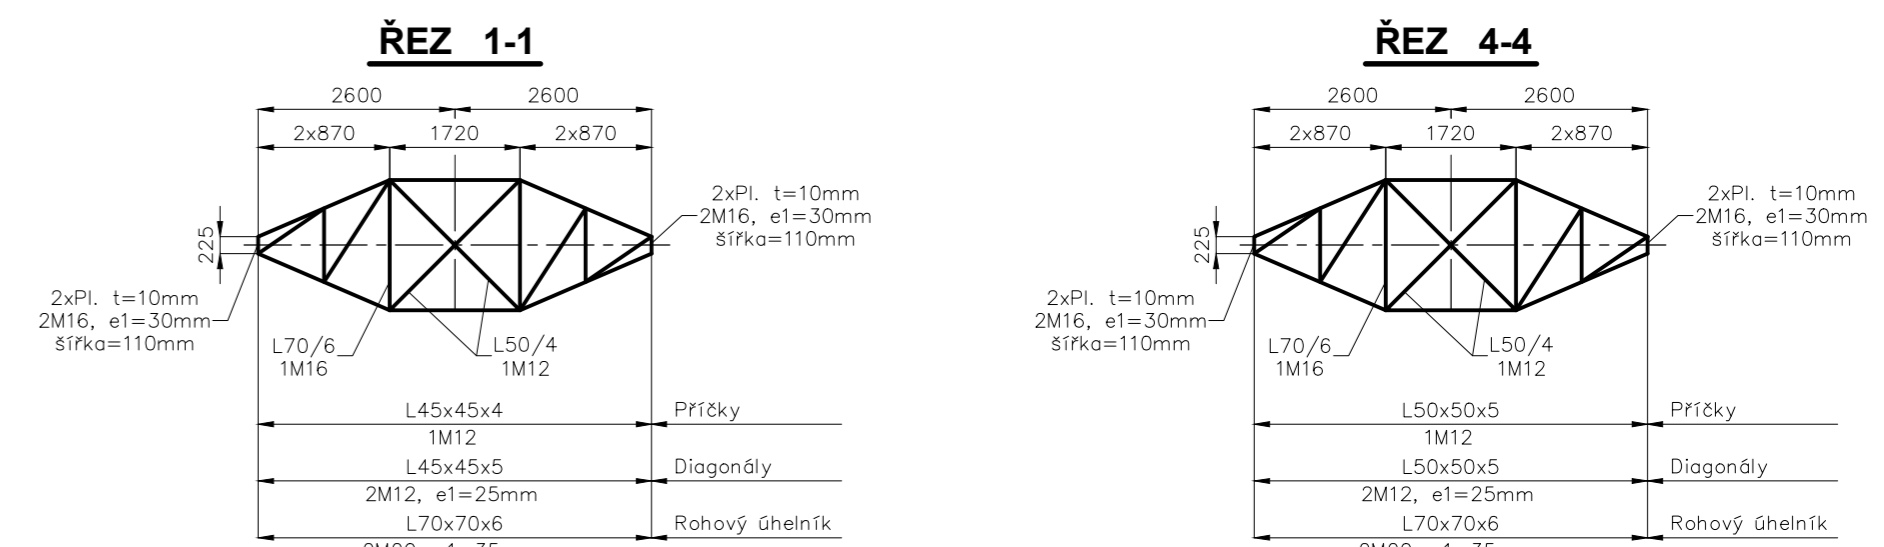 ŘEZ 1-1
2600 2600
2x870 1720 2x870
2xPl. t=10mm
2M16, e1=30mm
šířka=110mm
225
2xPl. t=10mm
2M16, e1=30mm
šířka=110mm
L70/6
1M16
L50/4
1M12
L45x45x4 Příčky
1M12
L45x45x5 Diagonály
2M12, e1=25mm
L70x70x6 Rohový úhelník
ŘEZ 4-4
2600 2600
2x870 1720 2x870
2xPl. t=10mm
2M16, e1=30mm
šířka=110mm
225
2xPl. t=10mm
2M16, e1=30mm
šířka=110mm
L70/6
1M16
L50/4
1M12
L50x50x5 Příčky
1M12
L50x50x5 Diagonály
2M12, e1=25mm
L70x70x6 Rohový úhelník